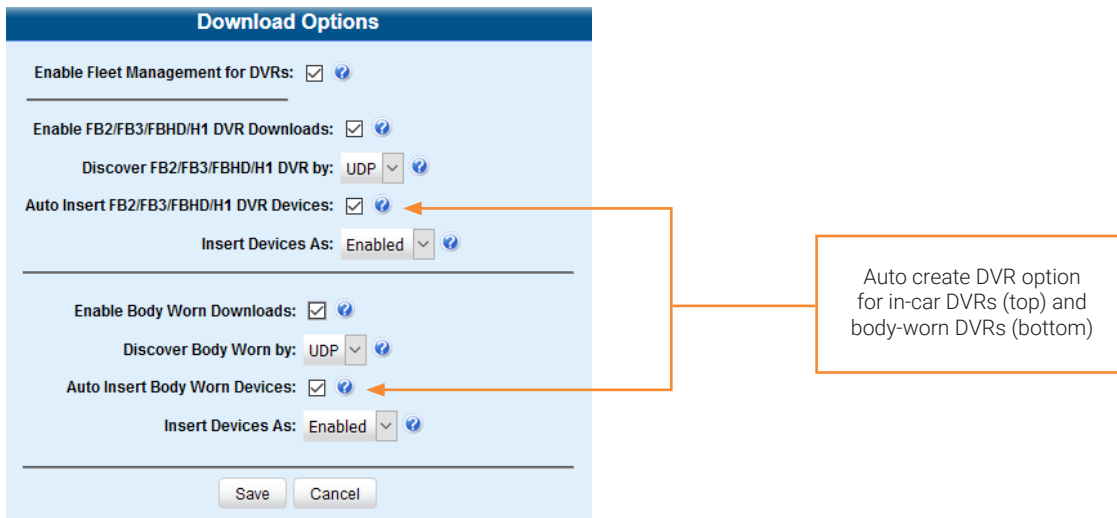 Download Options
Enable Fleet Management for DVRs:
Enable FB2/FB3/FBHD/H1 DVR Downloads:
Discover FB2/FB3/FBHD/H1 DVR by: UDP
Auto Insert FB2/FB3/FBHD/H1 DVR Devices:
Insert Devices As: Enabled
Enable Body Worn Downloads:
Discover Body Worn by: UDP
Auto Insert Body Worn Devices:
Insert Devices As: Enabled
Save Cancel
Auto create DVR option
for in-car DVRs (top) and
body-worn DVRs (bottom)